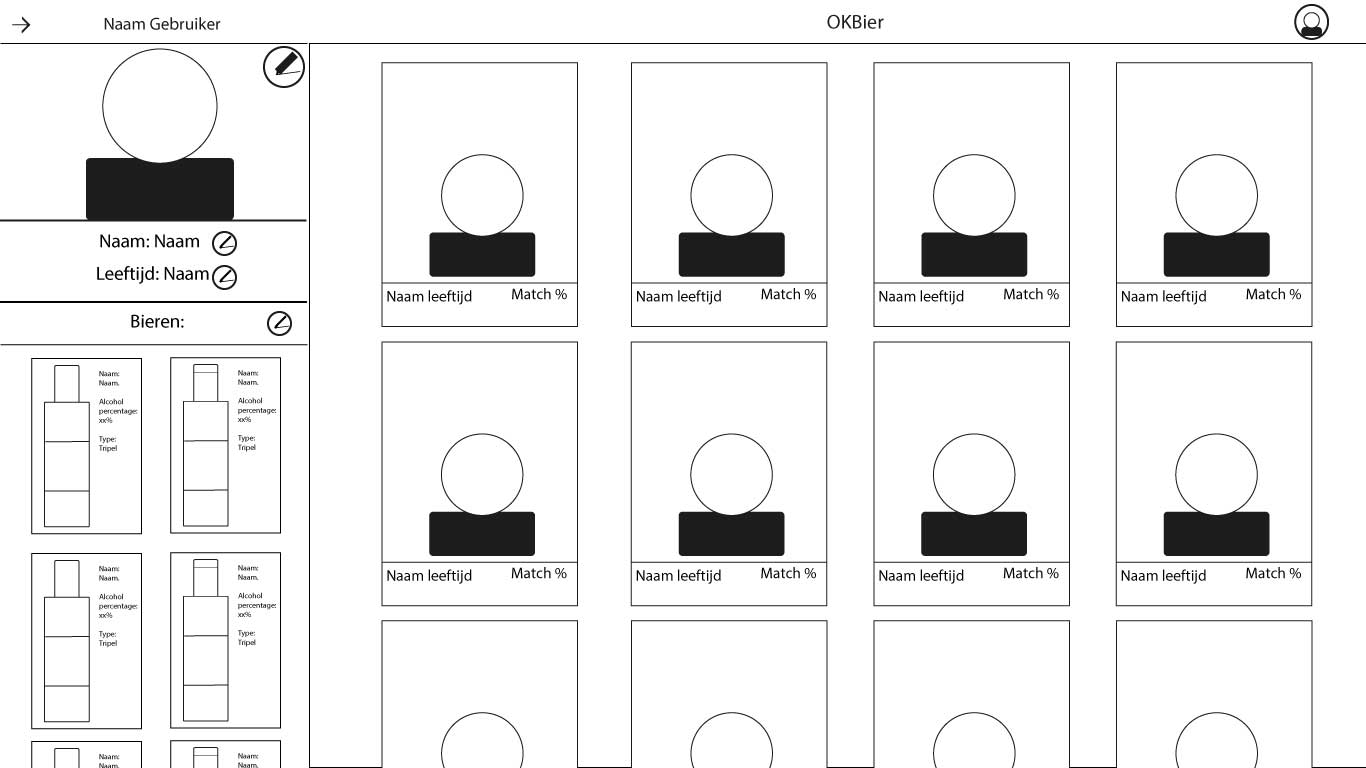 Naam Gebruiker
OKBier
Naam: Naam
Leeftijd: Naam
Bieren:
Naam:
Naam.
Alcohol
percentage:
xx%
Type:
Tripel
Naam:
Naam.
Alcohol
percentage:
xx%
Type:
Tripel
Naam:
Naam.
Alcohol
percentage:
xx%
Type:
Tripel
Naam:
Naam.
Alcohol
percentage:
xx%
Type:
Tripel
Naam:
Naam.
Naam:
Naam.
Naam leeftijd Match %
Naam leeftijd Match %
Naam leeftijd Match %
Naam leeftijd Match %
Naam leeftijd Match %
Naam leeftijd Match %
Naam leeftijd Match %
Naam leeftijd Match %